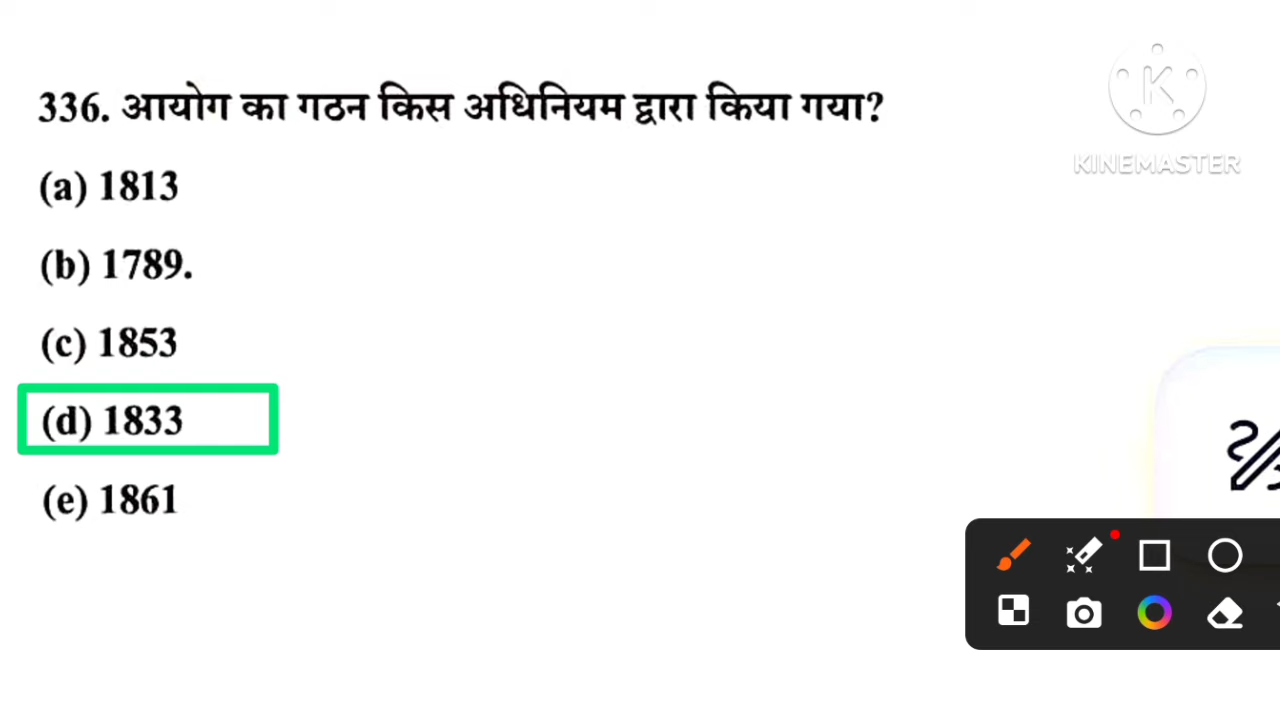 336. आयोग का गठन किस अधिनियम द्वारा किया गया?
(a) 1813
(b) 1789.
(c) 1853
(d) 1833
(e) 1861
K
KINEMASTER